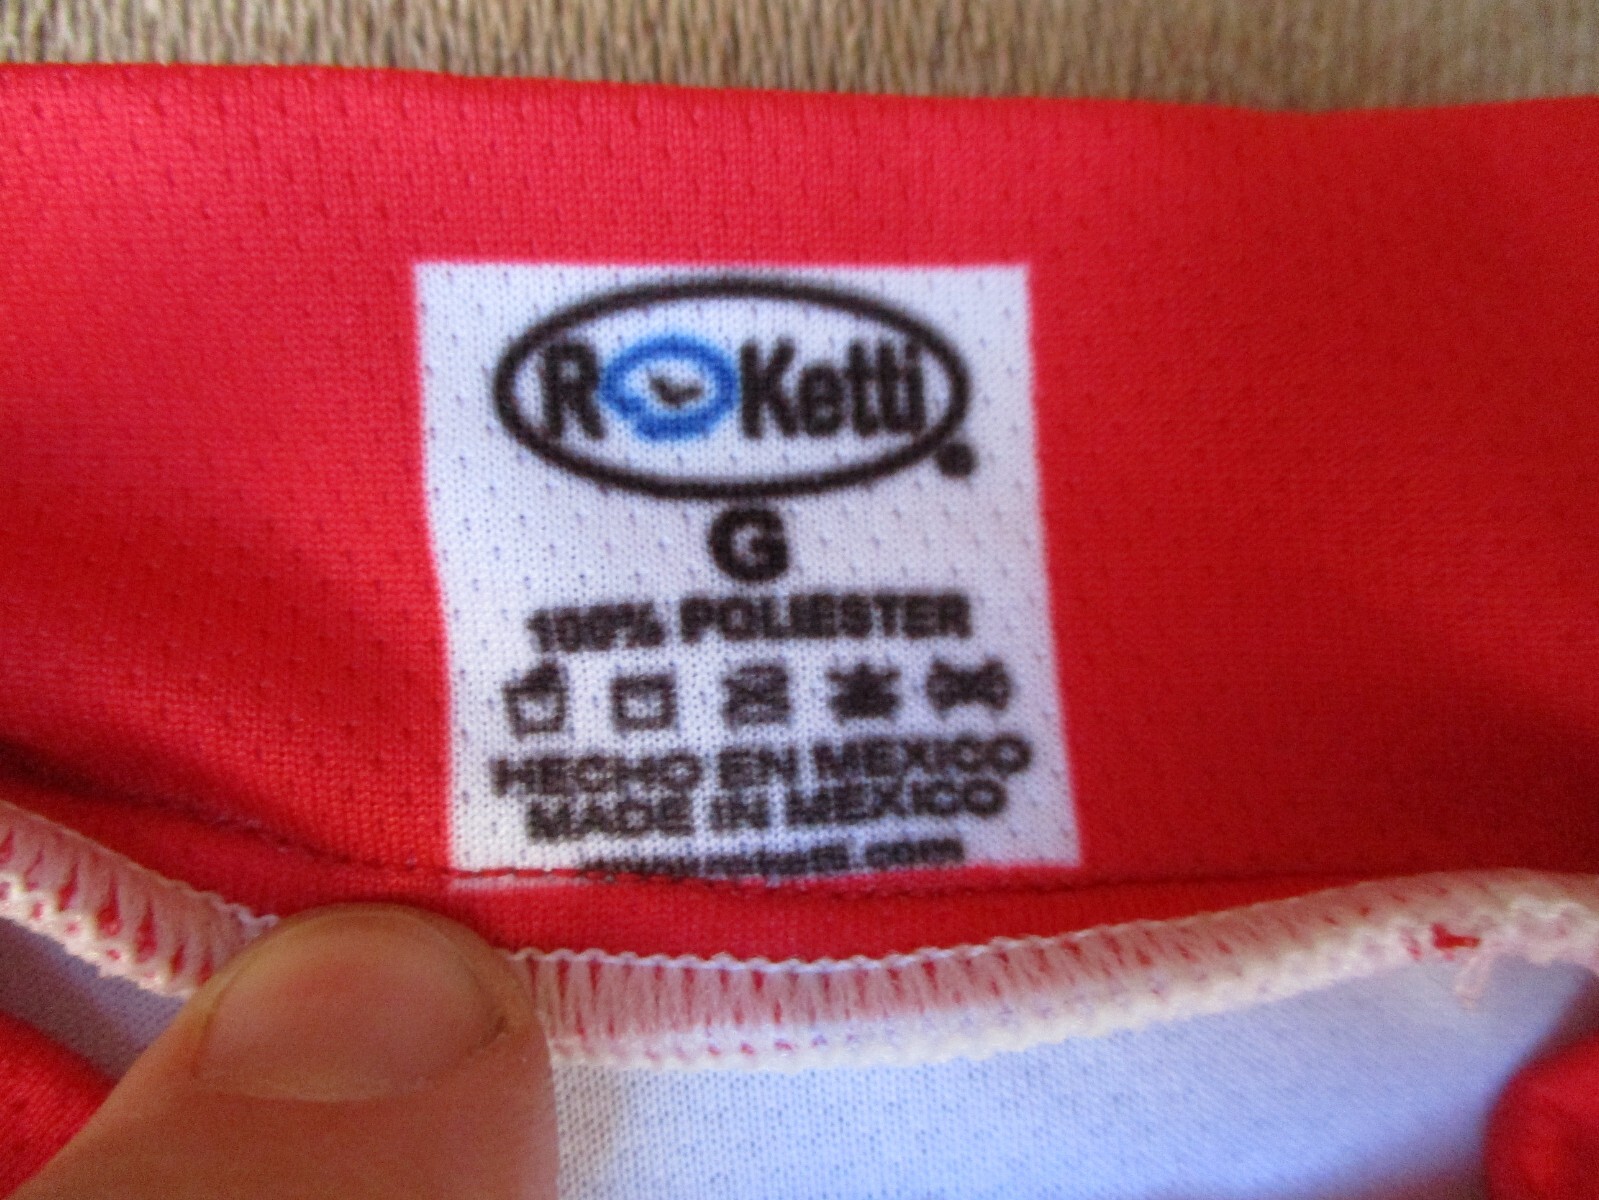 ROKetti
G
100% POLIESTER
HECHO EN MEXICO
MADE IN MEXICO